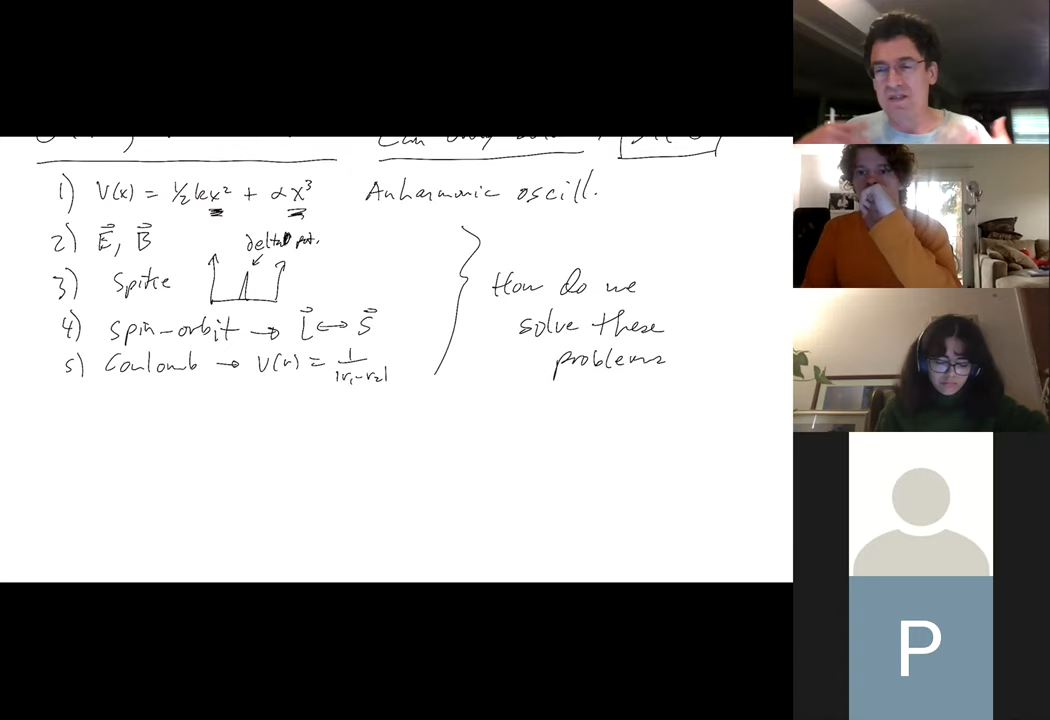 1) V(x) = ½kx² + αx³ Anharmonic oscill.
2) E⃗, B⃗ delta pot.
3) Spike
How do we
4) spin-orbit → L⃗ ↔ S⃗ solve these
5) Coulomb → V(r) = 1/|r₁-r₂| problems
P